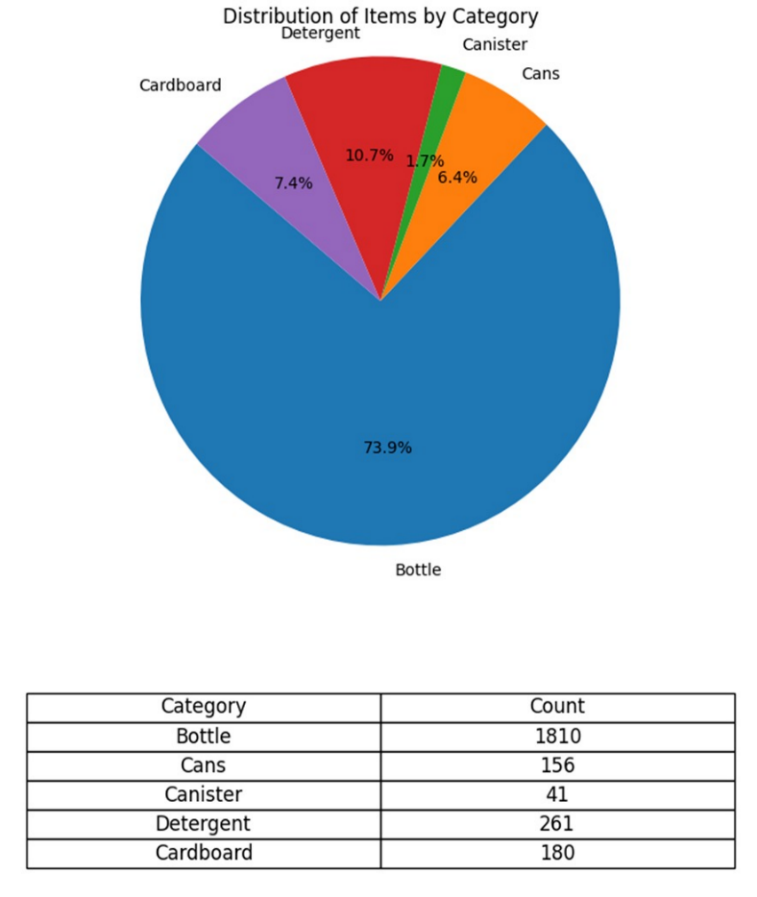 Distribution of Items by Category
Detergent
Canister
Cans
Cardboard
10.7%
1.7%
6.4%
7.4%
73.9%
Bottle
Category Count
Bottle 1810
Cans 156
Canister 41
Detergent 261
Cardboard 180